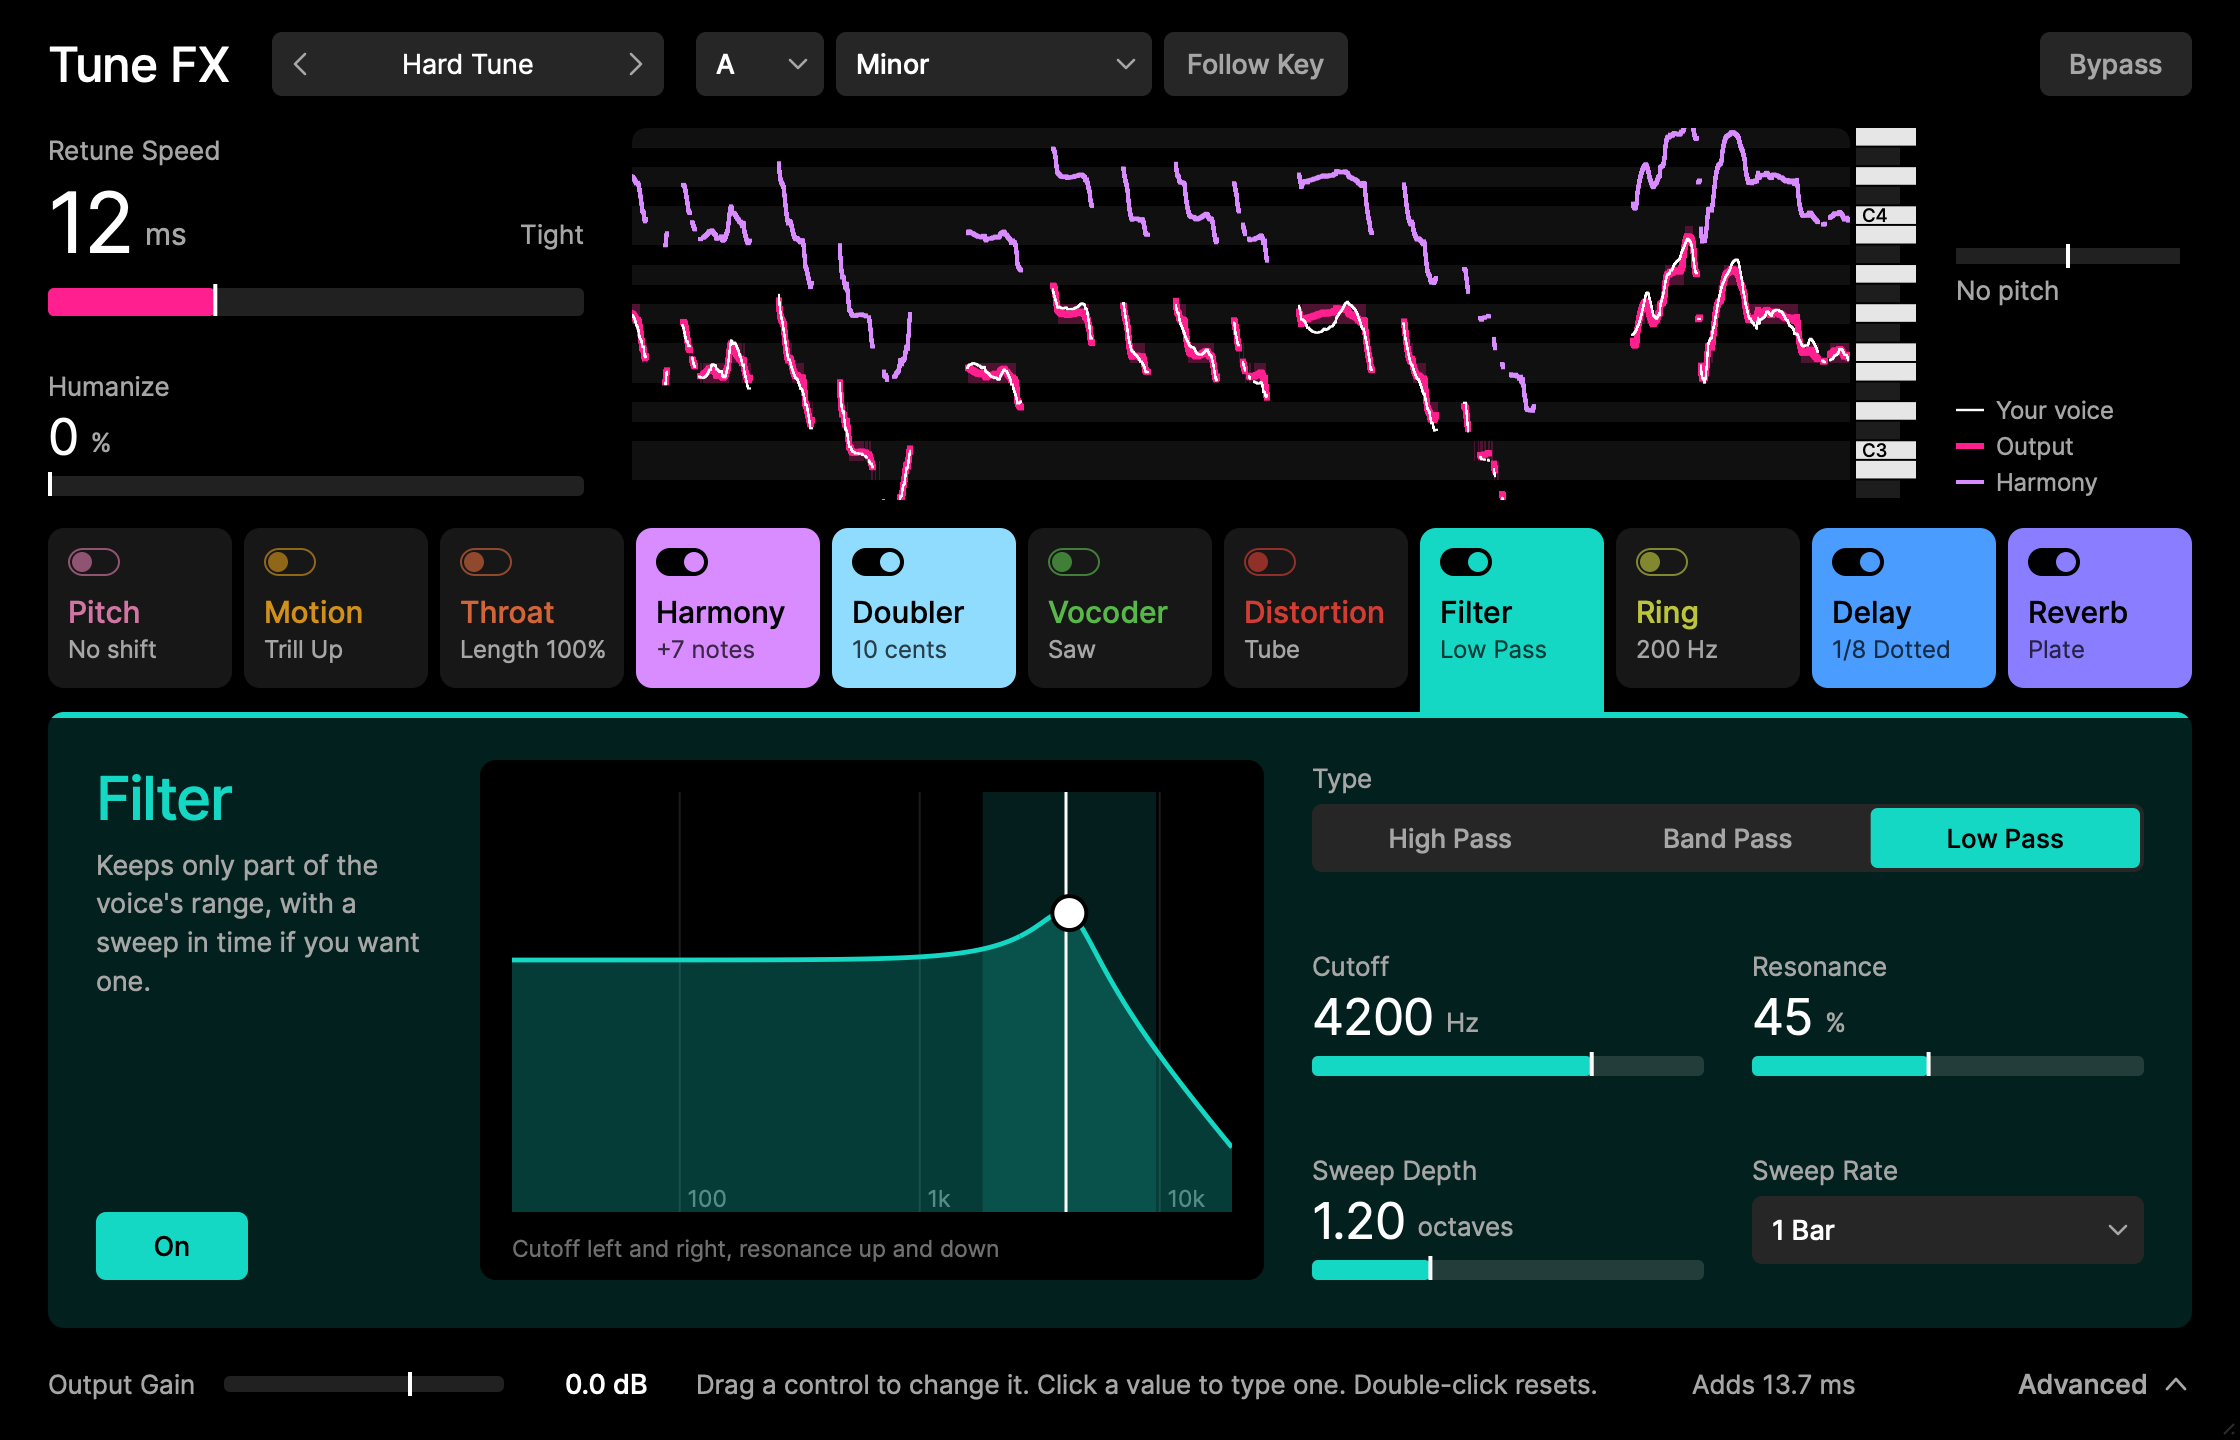 Tune FX
Hard Tune
A
Minor
Follow Key
Bypass
Retune Speed
12 ms
Tight
Humanize
0 %
C4
C3
No pitch
Your voice
Output
Harmony
Pitch
No shift
Motion
Trill Up
Throat
Length 100%
Harmony
+7 notes
Doubler
10 cents
Vocoder
Saw
Distortion
Tube
Filter
Low Pass
Ring
200 Hz
Delay
1/8 Dotted
Reverb
Plate
Filter
Keeps only part of the
voice's range, with a
sweep in time if you want
one.
On
100
1k
10k
Cutoff left and right, resonance up and down
Type
High Pass
Band Pass
Low Pass
Cutoff
4200 Hz
Resonance
45 %
Sweep Depth
1.20 octaves
Sweep Rate
1 Bar
Output Gain
0.0 dB
Drag a control to change it. Click a value to type one. Double-click resets.
Adds 13.7 ms
Advanced